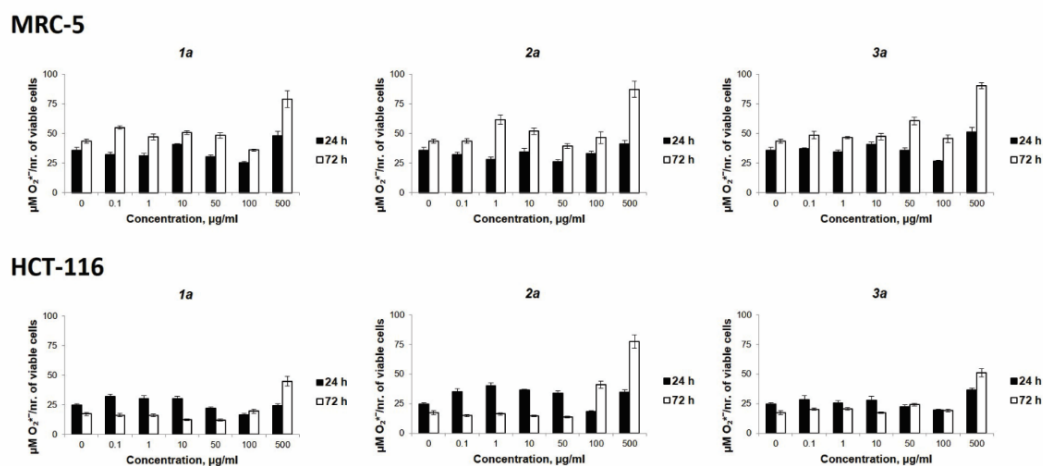 MRC-5
1a
2a
3a
100
75
50
25
0
µM O₂*⁻/nr. of viable cells
0 0.1 1 10 50 100 500
Concentration, µg/ml
24 h
72 h
100
75
50
25
0
µM O₂*⁻/nr. of viable cells
0 0.1 1 10 50 100 500
Concentration, µg/ml
24 h
72 h
100
75
50
25
0
µM O₂*⁻/nr. of viable cells
0 0.1 1 10 50 100 500
Concentration, µg/ml
24 h
72 h
HCT-116
1a
2a
3a
100
75
50
25
0
µM O₂*⁻/nr. of viable cells
0 0.1 1 10 50 100 500
Concentration, µg/ml
24 h
72 h
100
75
50
25
0
µM O₂*⁻/nr. of viable cells
0 0.1 1 10 50 100 500
Concentration, µg/ml
24 h
72 h
100
75
50
25
0
µM O₂*⁻/nr. of viable cells
0 0.1 1 10 50 100 500
Concentration, µg/ml
24 h
72 h